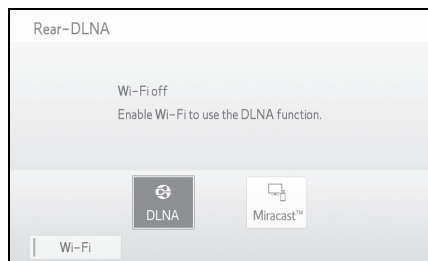 Rear-DLNA
Wi-Fi off
Enable Wi-Fi to use the DLNA function.
DLNA
Miracast™
Wi-Fi